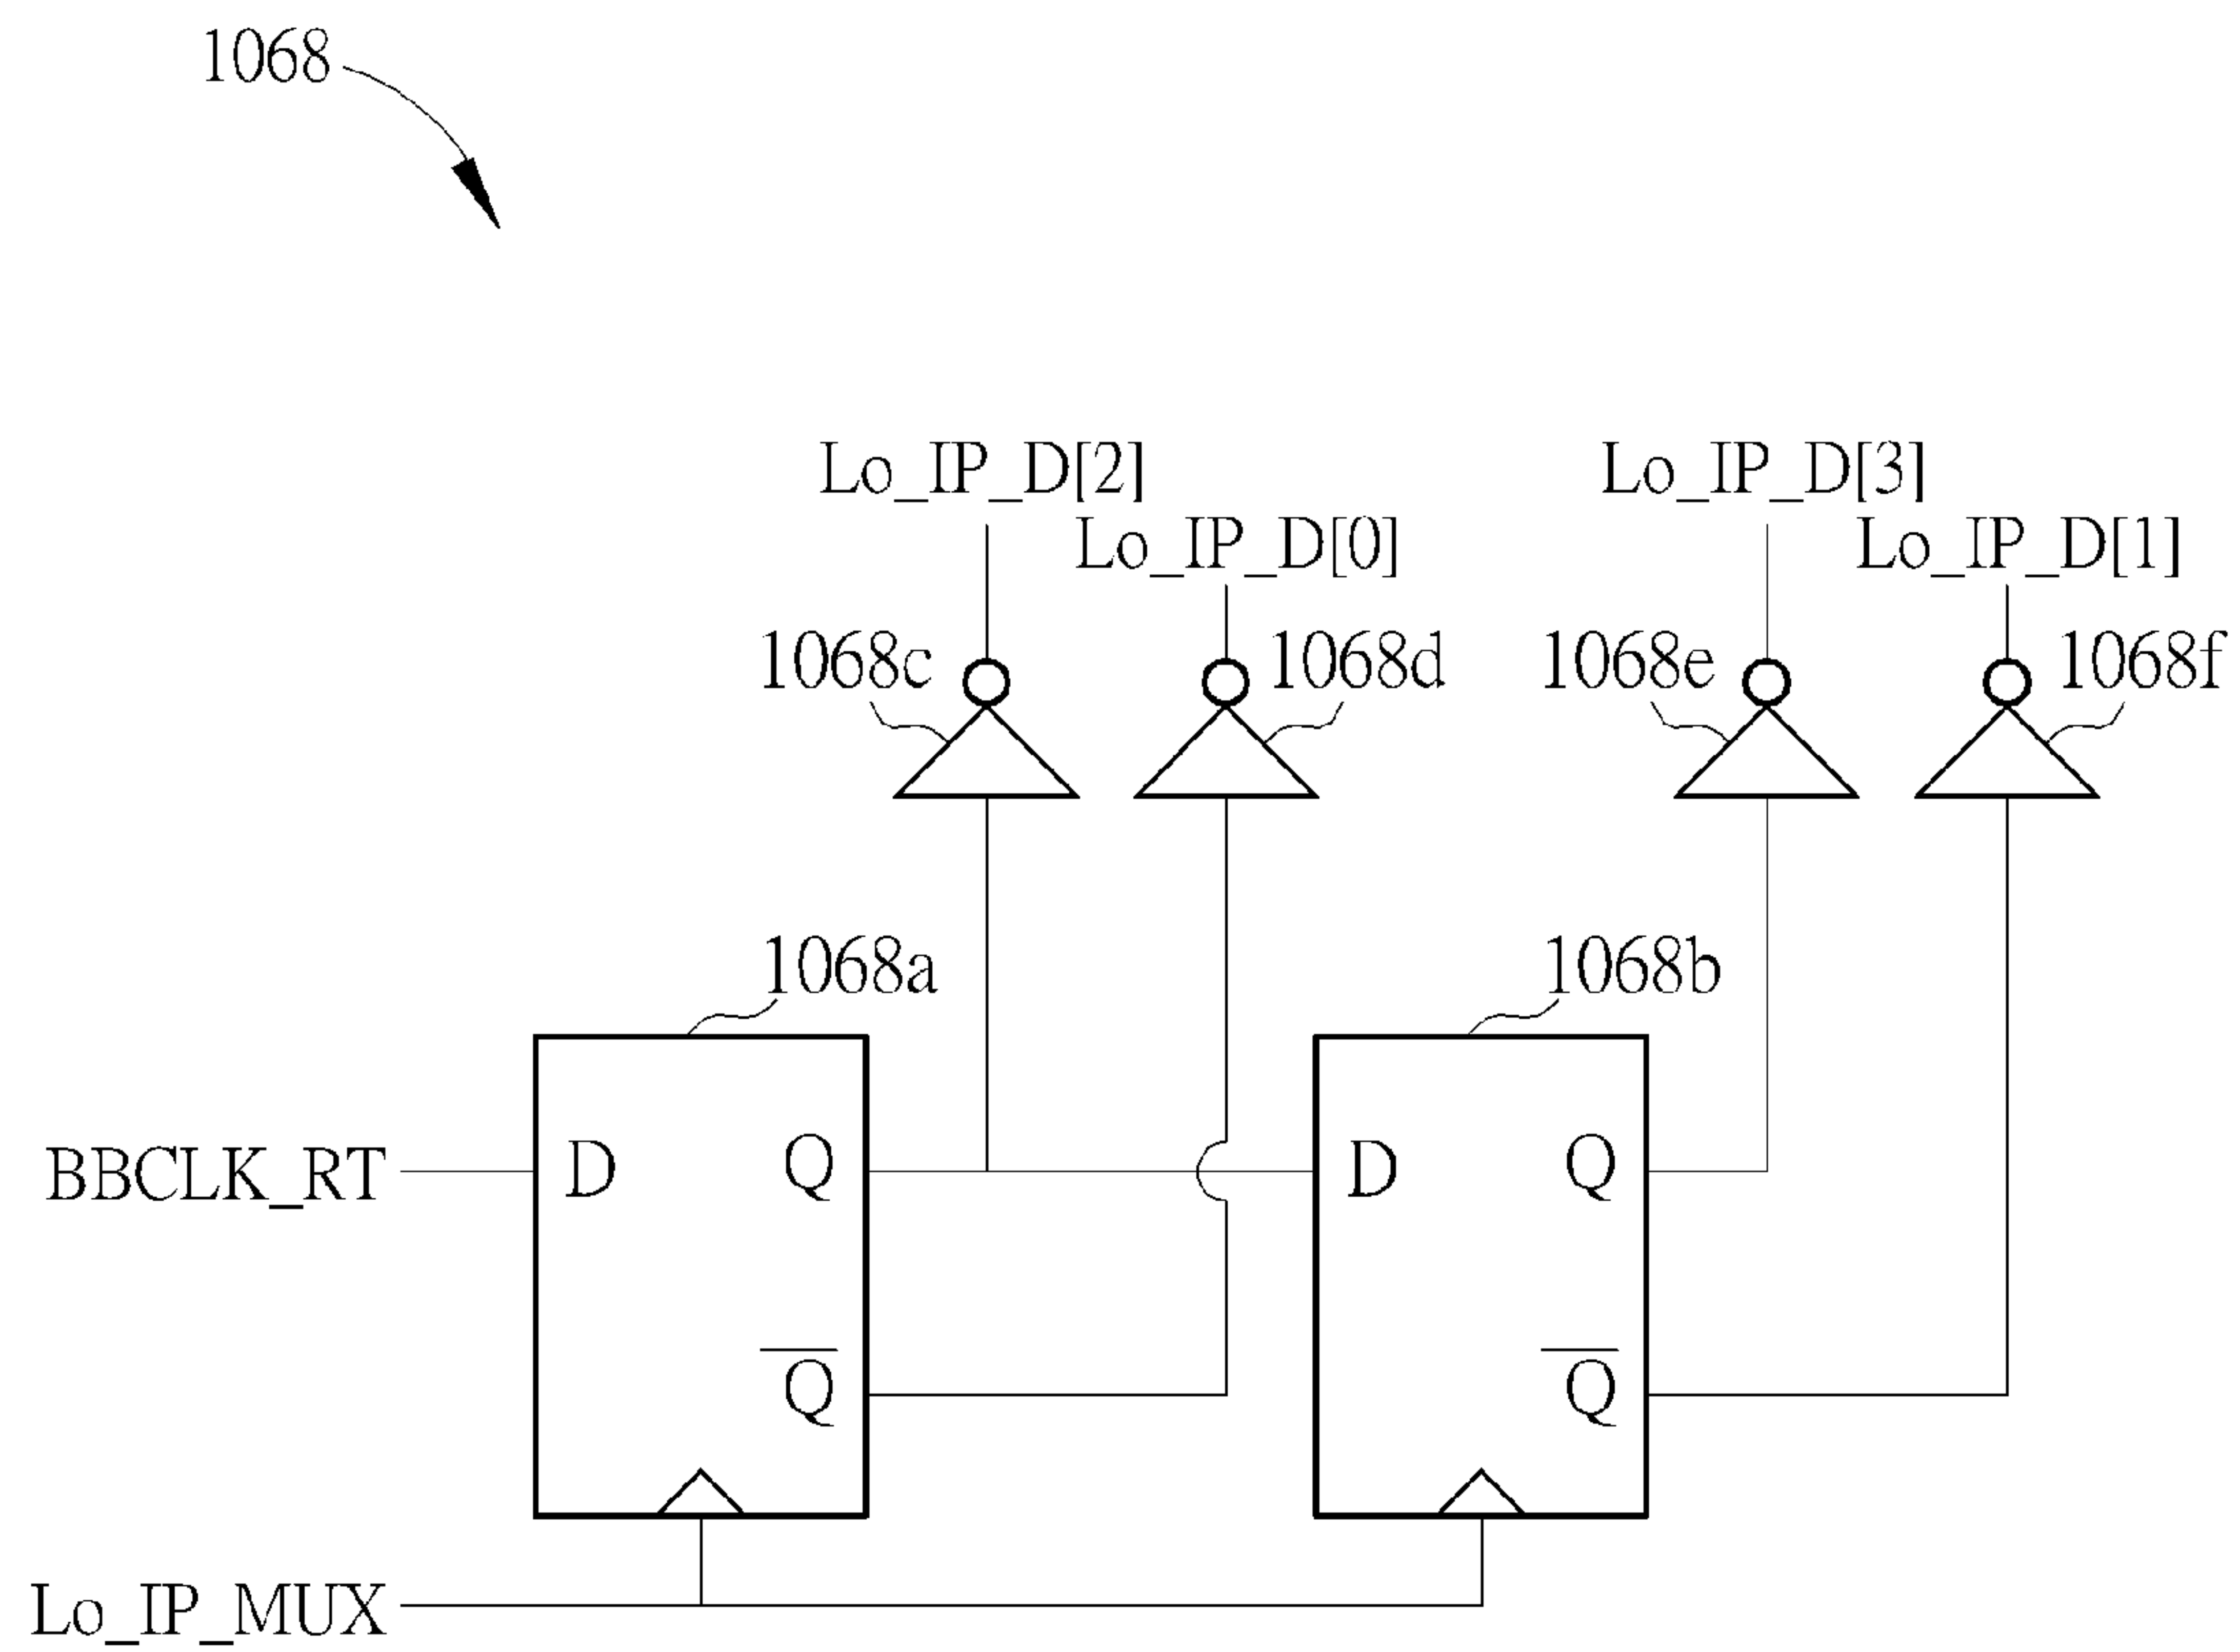 1068
Lo_IP_D[2]
Lo_IP_D[3]
Lo_IP_D[0]
Lo_IP_D[1]
1068c
1068d
1068e
1068f
1068a
1068b
BBCLK_RT
D
Q
D
Q
Q̅
Q̅
Lo_IP_MUX